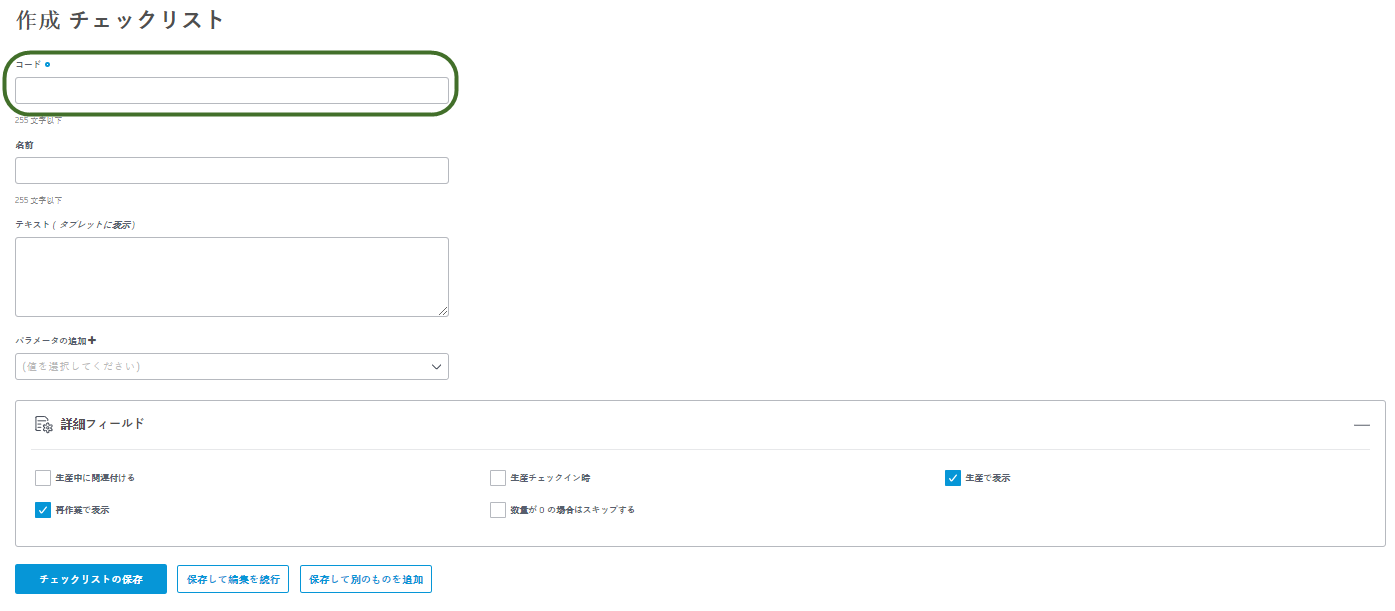 作成 チェックリスト
コード
255 文字以下
名前
255 文字以下
テキスト ( タブレットに表示 )
パラメータの追加
(値を選択してください)
詳細フィールド
生産中に関連付ける
生産チェックイン時
生産で表示
再作業で表示
数量が 0 の場合はスキップする
チェックリストの保存
保存して編集を続行
保存して別のものを追加